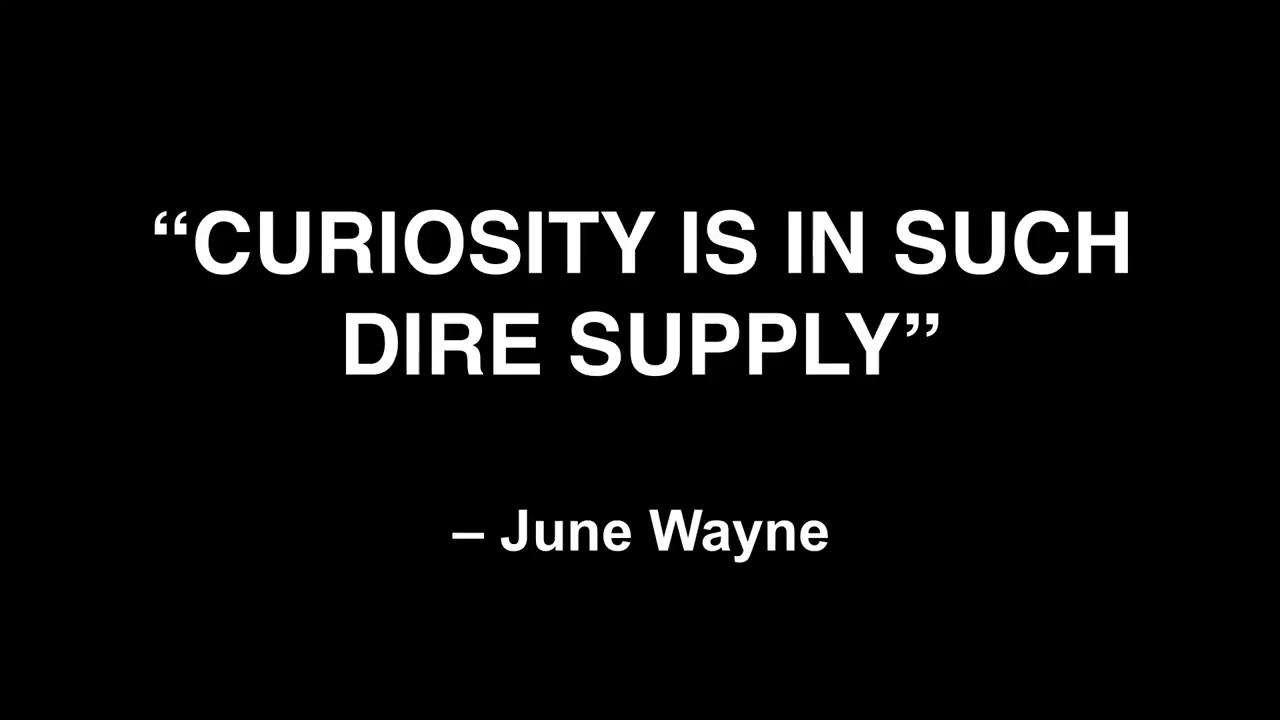 “CURIOSITY IS IN SUCH
DIRE SUPPLY”
– June Wayne